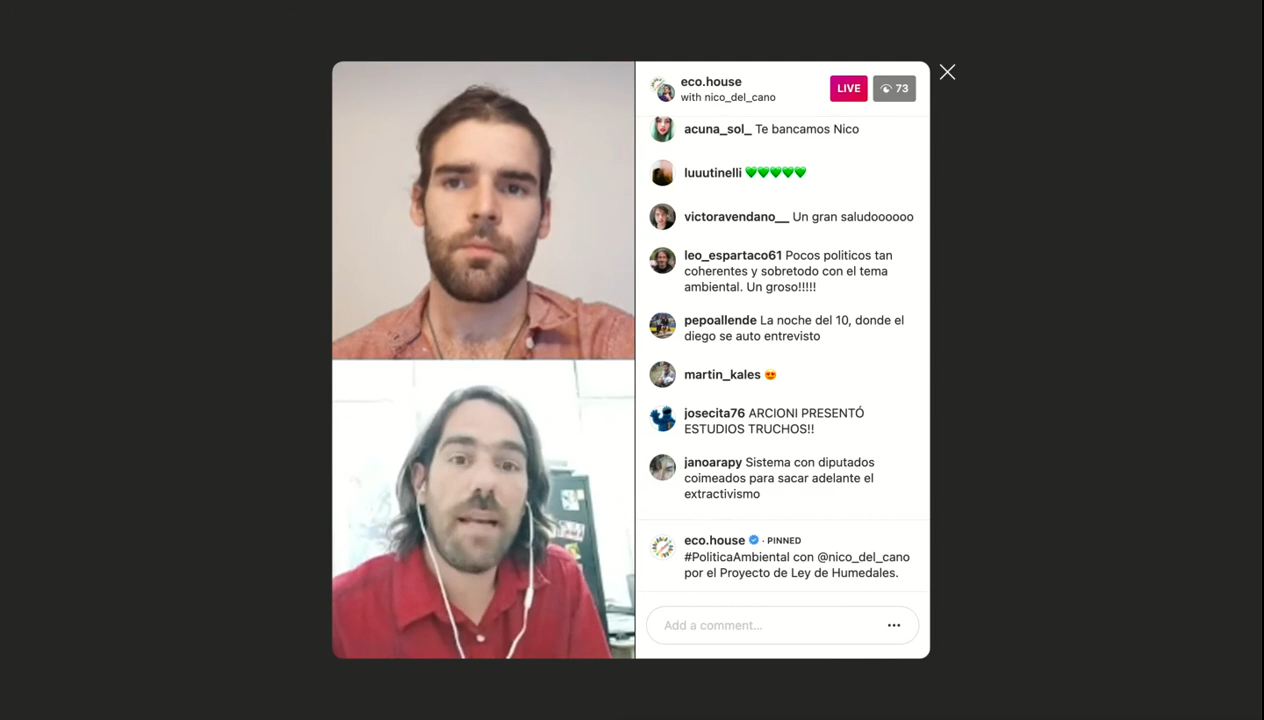 eco.house
with nico_del_cano
LIVE
73
acuna_sol_ Te bancamos Nico
luuutinelli 💚💚💚💚💚
victoravendano__ Un gran saludoooooo
leo_espartaco61 Pocos politicos tan
coherentes y sobretodo con el tema
ambiental. Un groso!!!!!
pepoallende La noche del 10, donde el
diego se auto entrevisto
martin_kales 😍
josecita76 ARCIONI PRESENTÓ
ESTUDIOS TRUCHOS!!
janoarapy Sistema con diputados
coimeados para sacar adelante el
extractivismo
eco.house · PINNED
#PoliticaAmbiental con @nico_del_cano
por el Proyecto de Ley de Humedales.
Add a comment...